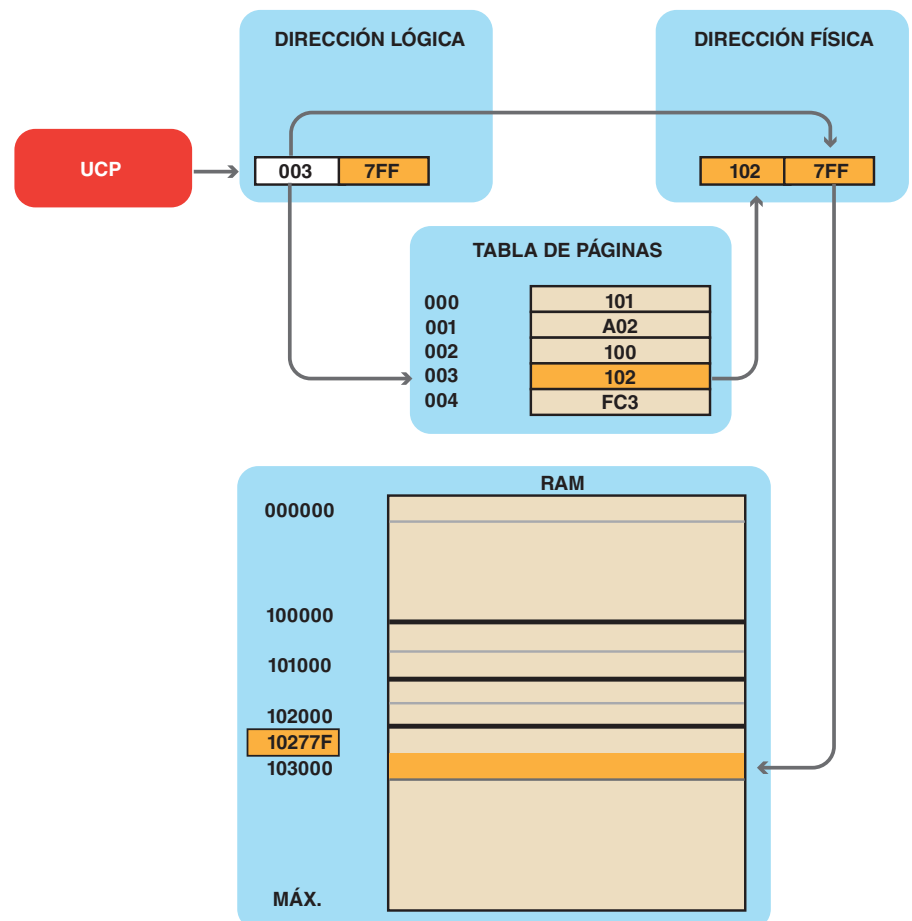 DIRECCIÓN LÓGICA
DIRECCIÓN FÍSICA
UCP
003 7FF
102 7FF
TABLA DE PÁGINAS
000 101
001 A02
002 100
003 102
004 FC3
RAM
000000
100000
101000
102000
10277F
103000
MÁX.